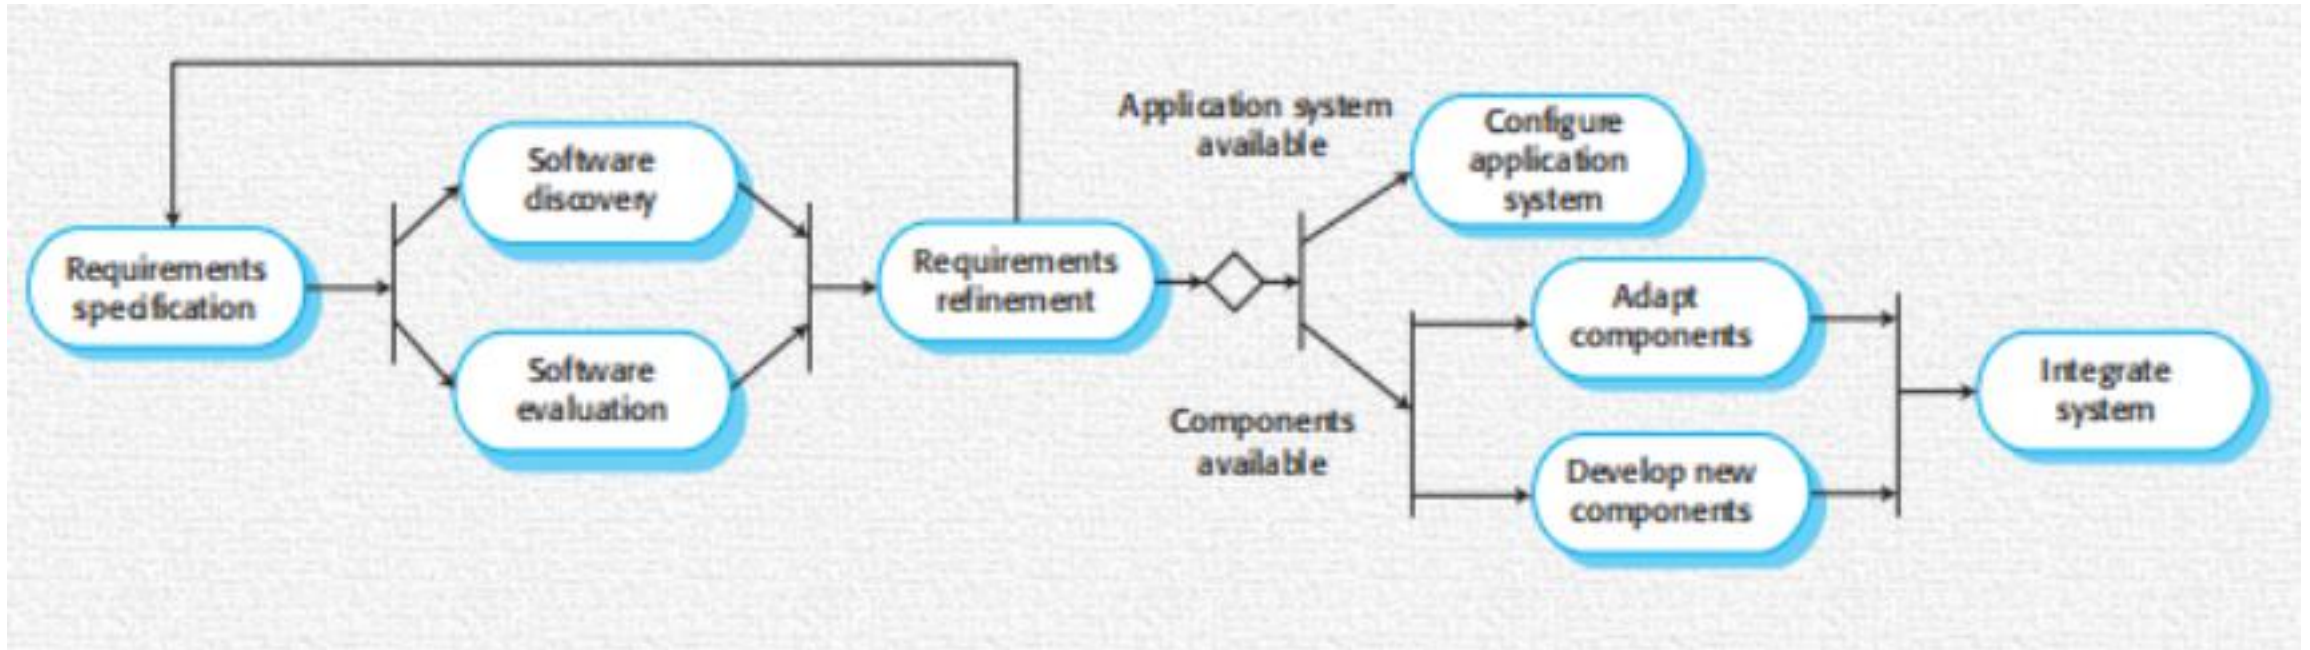 Requirements
specification
Software
discovery
Software
evaluation
Requirements
refinement
Application system
available
Components
available
Configure
application
system
Adapt
components
Develop new
components
Integrate
system